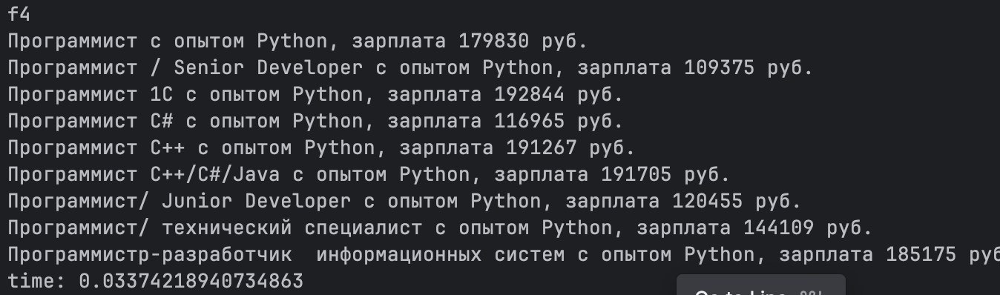 f4
Программист с опытом Python, зарплата 179830 руб.
Программист / Senior Developer с опытом Python, зарплата 109375 руб.
Программист 1C с опытом Python, зарплата 192844 руб.
Программист C# с опытом Python, зарплата 116965 руб.
Программист C++ с опытом Python, зарплата 191267 руб.
Программист C++/C#/Java с опытом Python, зарплата 191705 руб.
Программист/ Junior Developer с опытом Python, зарплата 120455 руб.
Программист/ технический специалист с опытом Python, зарплата 144109 руб.
Программистр-разработчик  информационных систем с опытом Python, зарплата 185175
time: 0.03374218940734863